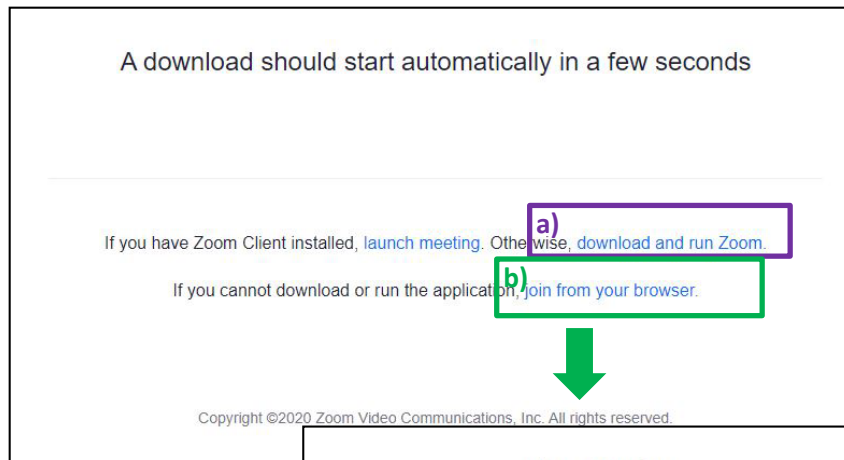 A download should start automatically in a few seconds
If you have Zoom Client installed, launch meeting. Otherwise, download and run Zoom.
a)
If you cannot download or run the application, join from your browser.
b)
Copyright ©2020 Zoom Video Communications, Inc. All rights reserved.